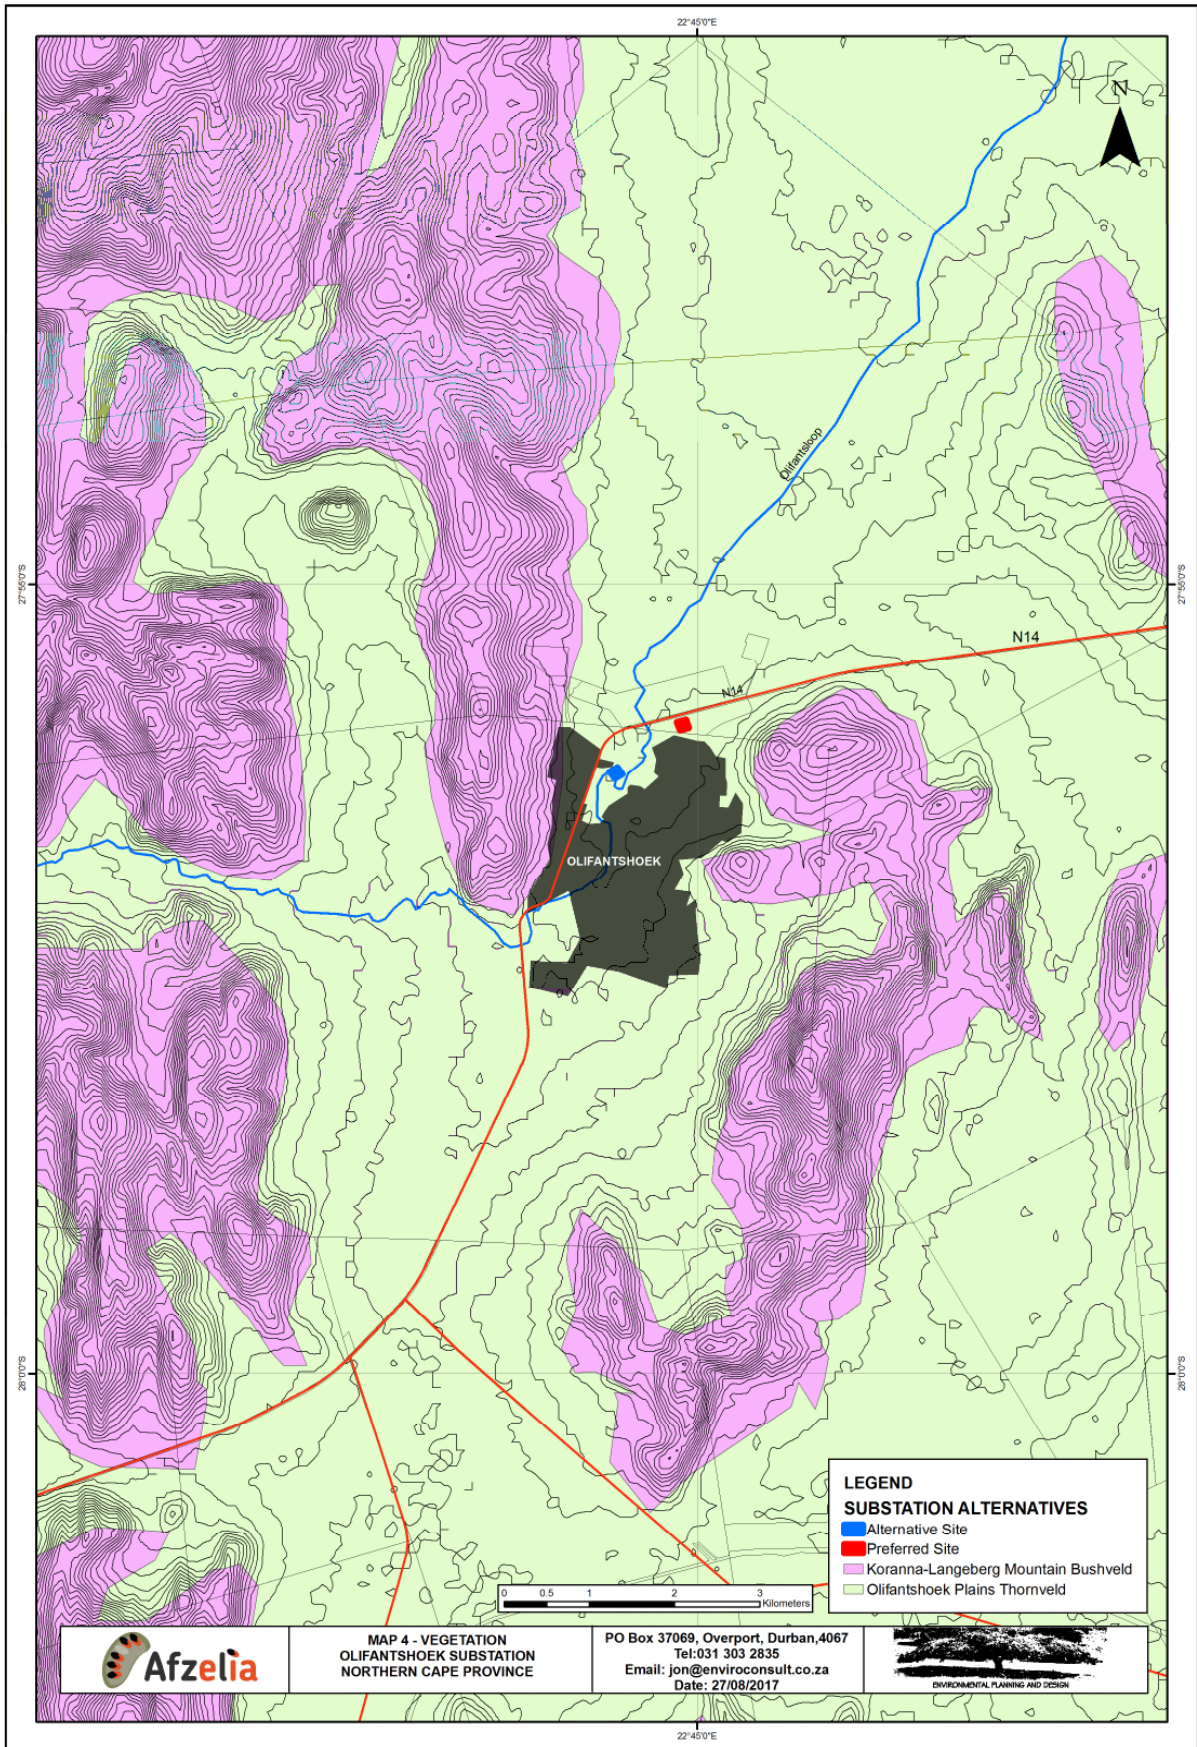 22°45'0"E
N
Olifantsloop
27°55'0"S
27°55'0"S
N14
N14
OLIFANTSHOEK
28°0'0"S
28°0'0"S
LEGEND
SUBSTATION ALTERNATIVES
Alternative Site
Preferred Site
Koranna-Langeberg Mountain Bushveld
Olifantshoek Plains Thornveld
0 0.5 1 2 3
Kilometers
Afzelia
MAP 4 - VEGETATION
OLIFANTSHOEK SUBSTATION
NORTHERN CAPE PROVINCE
PO Box 37069, Overport, Durban,4067
Tel:031 303 2835
Email: jon@enviroconsult.co.za
Date: 27/08/2017
ENVIRONMENTAL PLANNING AND DESIGN
22°45'0"E